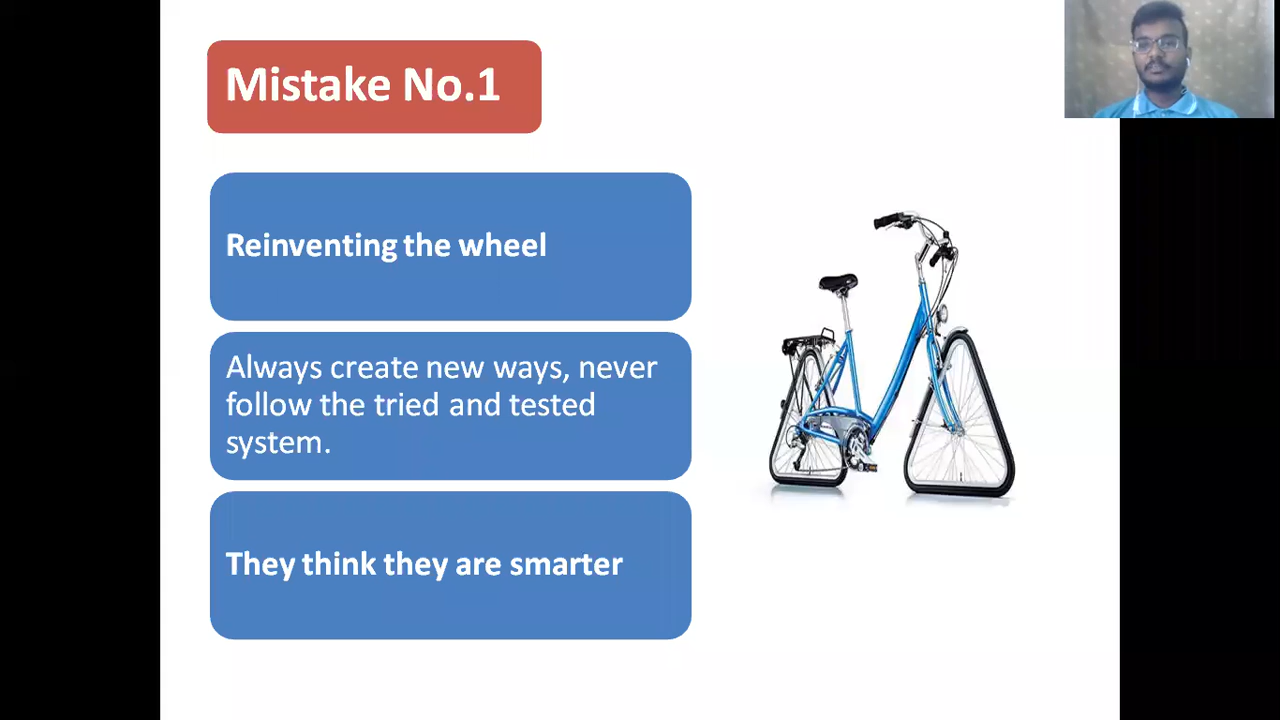 Mistake No.1
Reinventing the wheel
Always create new ways, never
follow the tried and tested
system.
They think they are smarter